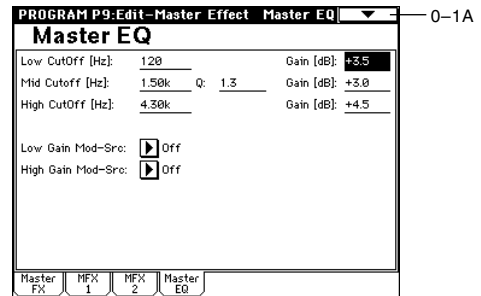 PROGRAM P9:Edit-Master Effect Master EQ
0–1A
Master EQ
Low CutOff [Hz]: 120 Gain [dB]: +3.5
Mid Cutoff [Hz]: 1.50k Q: 1.3 Gain [dB]: +3.0
High CutOff [Hz]: 4.30k Gain [dB]: +4.5
Low Gain Mod-Src: Off
High Gain Mod-Src: Off
Master FX
MFX 1
MFX 2
Master EQ